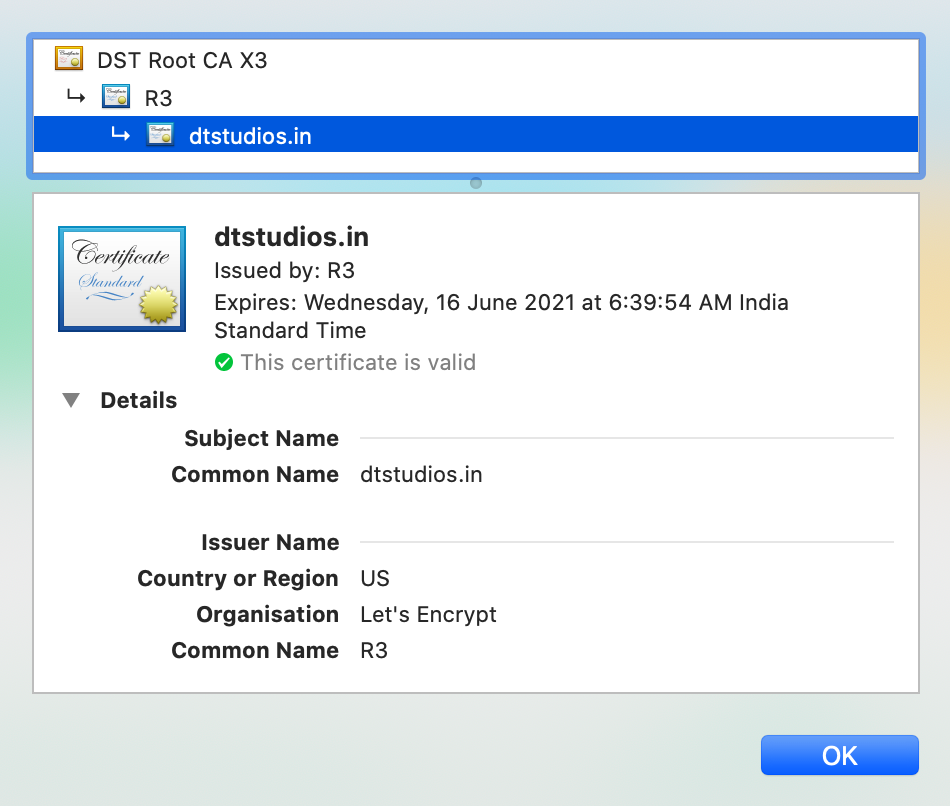 DST Root CA X3
R3
dtstudios.in
dtstudios.in
Issued by: R3
Expires: Wednesday, 16 June 2021 at 6:39:54 AM India
Standard Time
This certificate is valid
Certificate
Standard
Details
Subject Name
Common Name dtstudios.in
Issuer Name
Country or Region US
Organisation Let's Encrypt
Common Name R3
OK